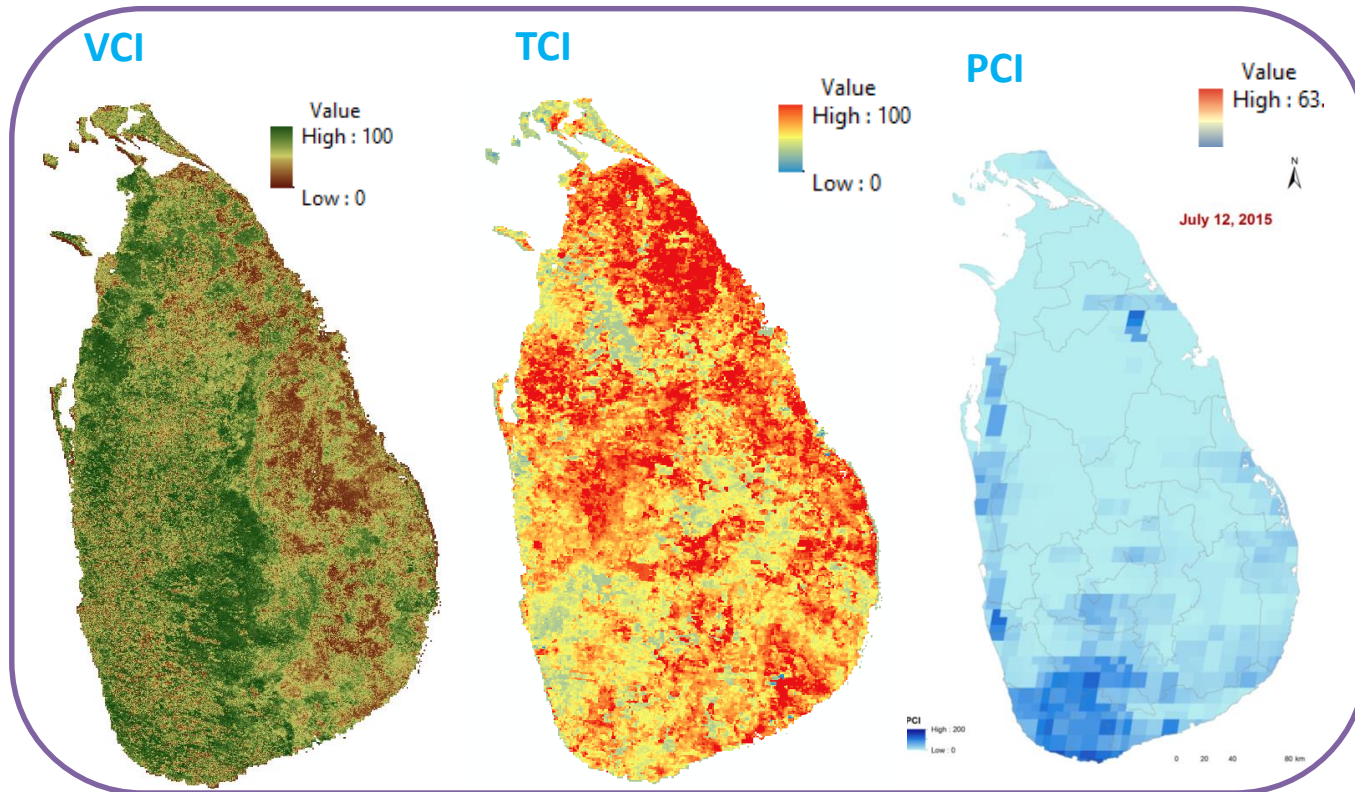 VCI
Value
High : 100
Low : 0
TCI
Value
High : 100
Low : 0
PCI
Value
High : 63.
N
July 12, 2015
PCI
High : 200
Low : 0
0 20 40 80 km